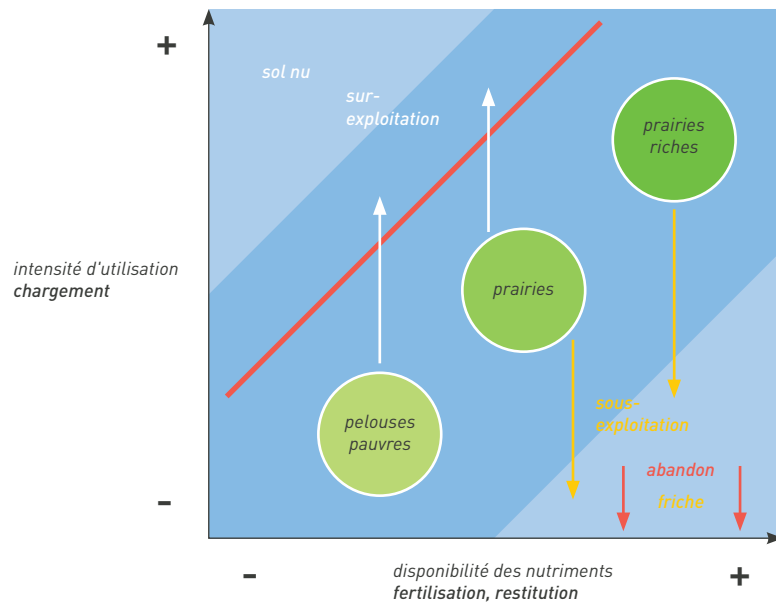 +
sol nu
sur-
exploitation
prairies
riches
intensité d'utilisation
chargement
prairies
pelouses
pauvres
sous-
exploitation
abandon
friche
–
–
+
disponibilité des nutriments
fertilisation, restitution